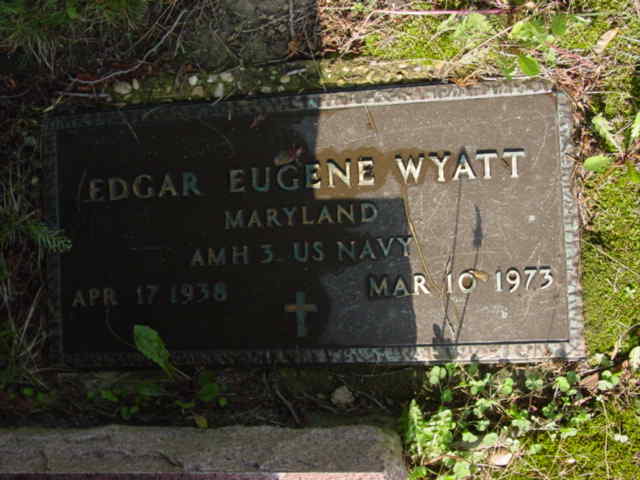 EDGAR EUGENE WYATT
MARYLAND
AMH 3 US NAVY
APR 17 1938 MAR 10 1973